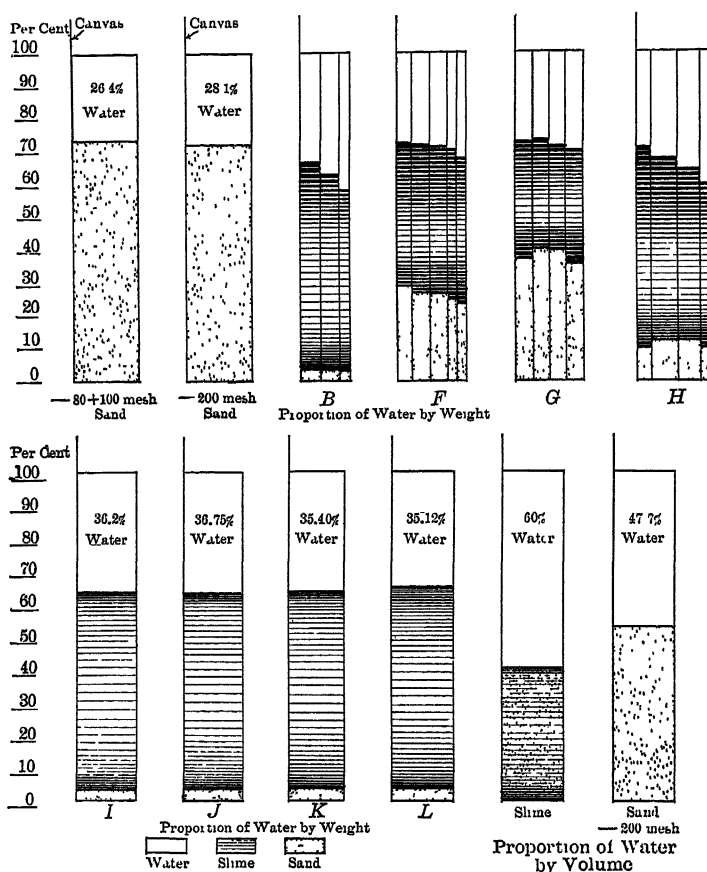 Per Cent
Canvas
Canvas
100
90
80
70
60
50
40
30
20
10
0
26 4%
Water
28 1%
Water
— 80+100 mesh
Sand
— 200 mesh
Sand
B
F
G
H
Proportion of Water by Weight
Per Cent
100
90
80
70
60
50
40
30
20
10
0
36.2%
Water
36.75%
Water
35.40%
Water
35.12%
Water
60%
Water
47 7%
Water
I
J
K
L
Slime
Sand
— 200 mesh
Proportion of Water by Weight
Water
Slime
Sand
Proportion of Water
by Volume